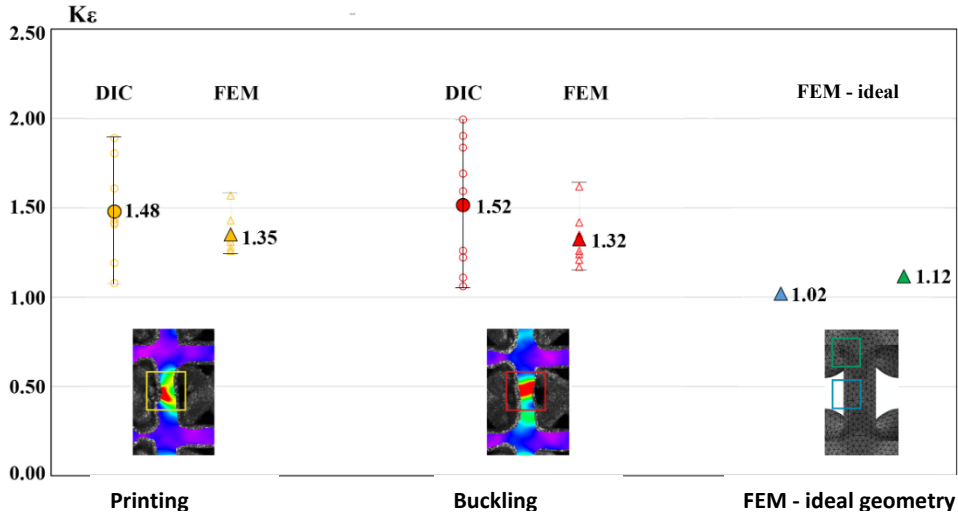 Kε
2.50
DIC FEM DIC FEM FEM - ideal
2.00
1.50
1.48 1.35 1.52 1.32
1.00
1.02 1.12
0.50
0.00
Printing Buckling FEM - ideal geometry